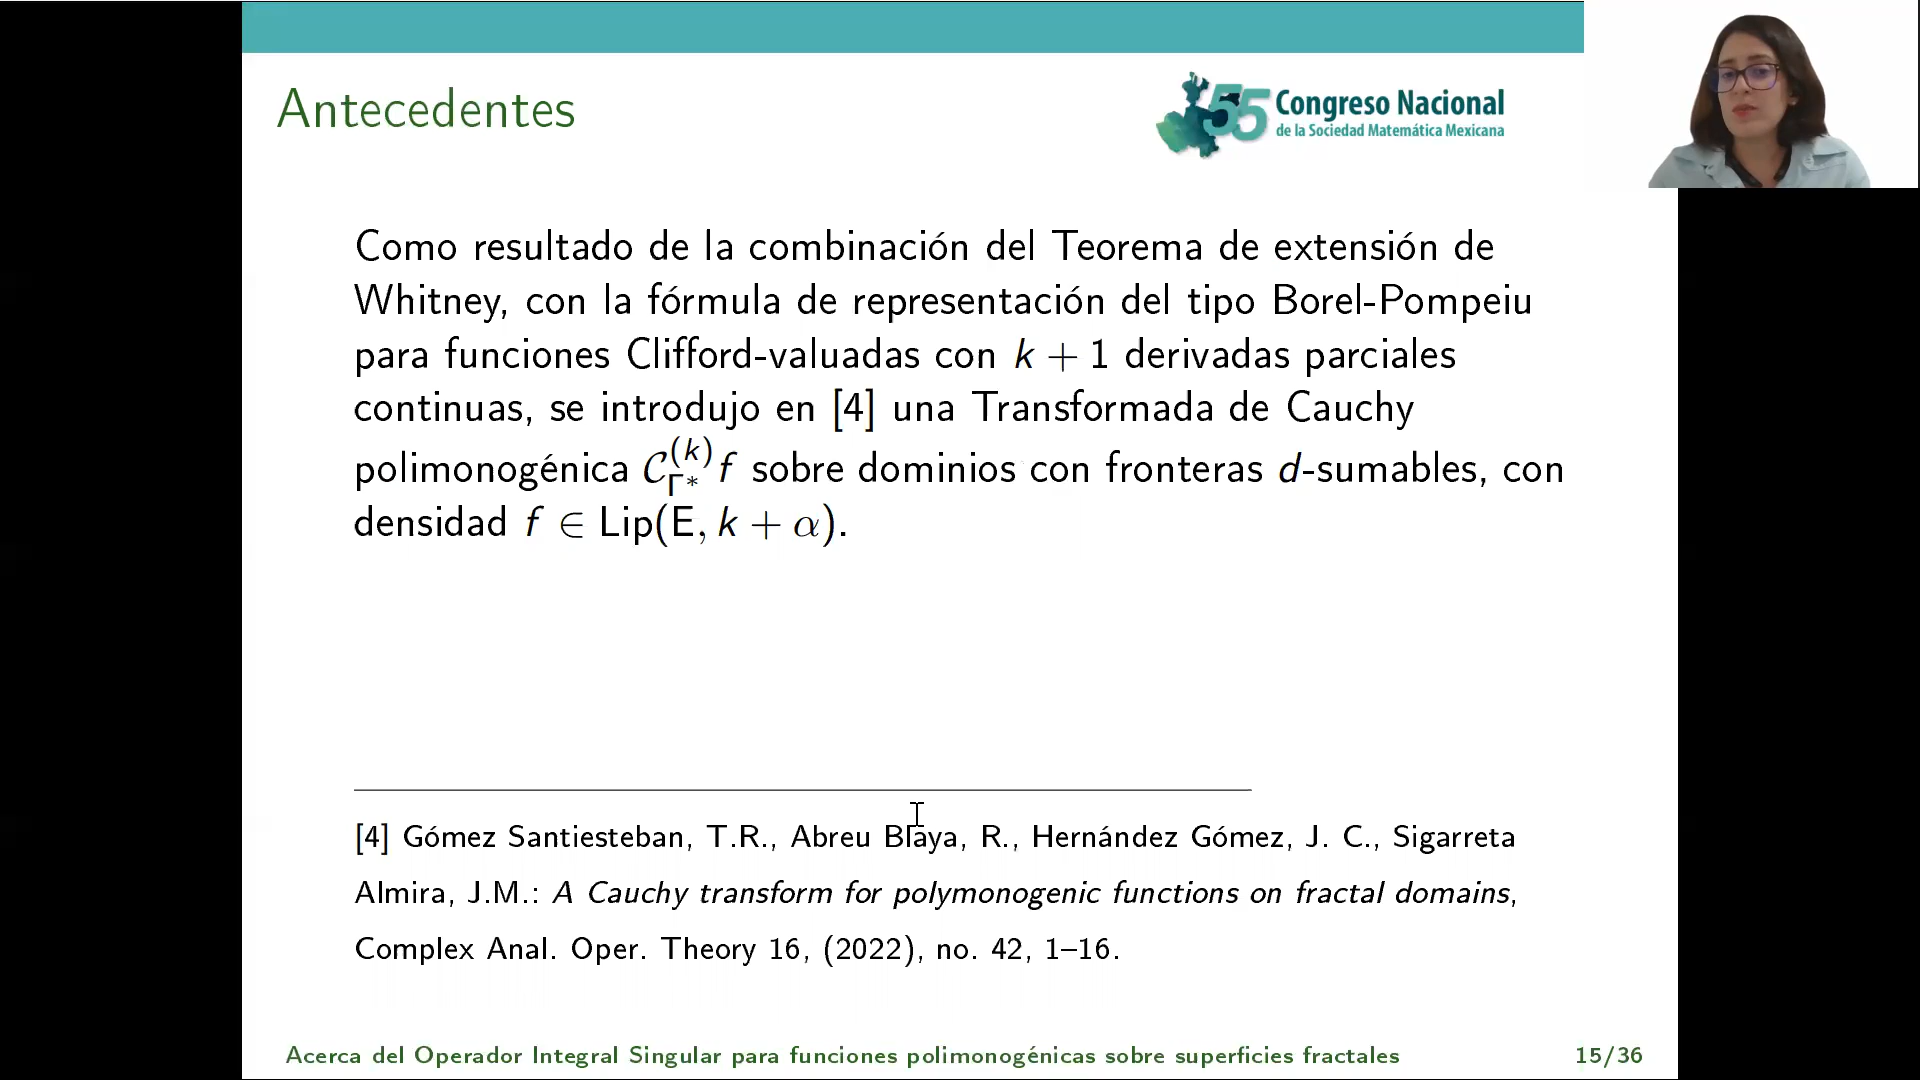 Antecedentes
55 Congreso Nacional
de la Sociedad Matemática Mexicana
Como resultado de la combinación del Teorema de extensión de
Whitney, con la fórmula de representación del tipo Borel-Pompeiu
para funciones Clifford-valuadas con k + 1 derivadas parciales
continuas, se introdujo en [4] una Transformada de Cauchy
polimonogénica $\mathcal{C}_{\Gamma^*}^{(k)} f$ sobre dominios con fronteras d-sumables, con
densidad f ∈ Lip(E, k + α).
[4] Gómez Santiesteban, T.R., Abreu Blaya, R., Hernández Gómez, J. C., Sigarreta
Almira, J.M.: A Cauchy transform for polymonogenic functions on fractal domains,
Complex Anal. Oper. Theory 16, (2022), no. 42, 1–16.
Acerca del Operador Integral Singular para funciones polimonogénicas sobre superficies fractales 15/36